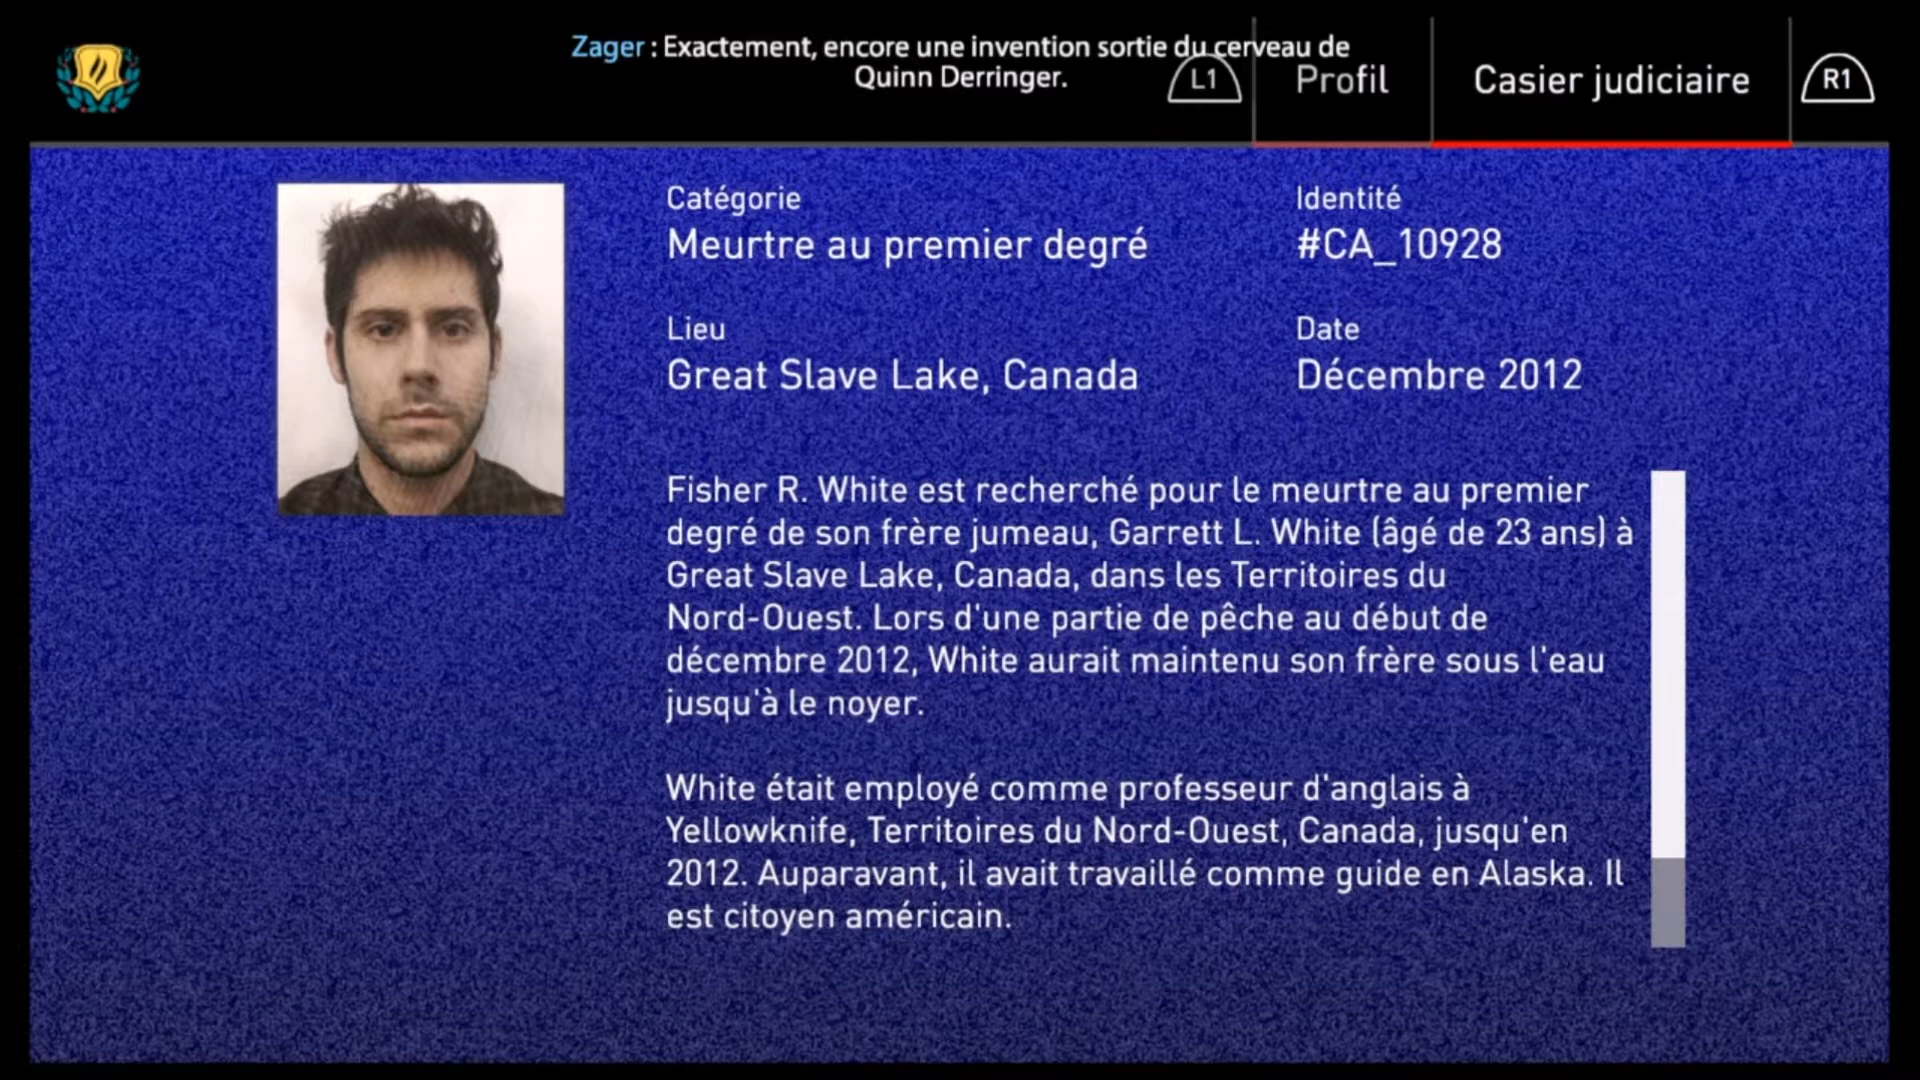 Zager : Exactement, encore une invention sortie du cerveau de
Quinn Derringer.
L1
Profil
Casier judiciaire
R1
Catégorie
Meurtre au premier degré
Identité
#CA_10928
Lieu
Great Slave Lake, Canada
Date
Décembre 2012
Fisher R. White est recherché pour le meurtre au premier
degré de son frère jumeau, Garrett L. White (âgé de 23 ans) à
Great Slave Lake, Canada, dans les Territoires du
Nord-Ouest. Lors d'une partie de pêche au début de
décembre 2012, White aurait maintenu son frère sous l'eau
jusqu'à le noyer.
White était employé comme professeur d'anglais à
Yellowknife, Territoires du Nord-Ouest, Canada, jusqu'en
2012. Auparavant, il avait travaillé comme guide en Alaska. Il
est citoyen américain.